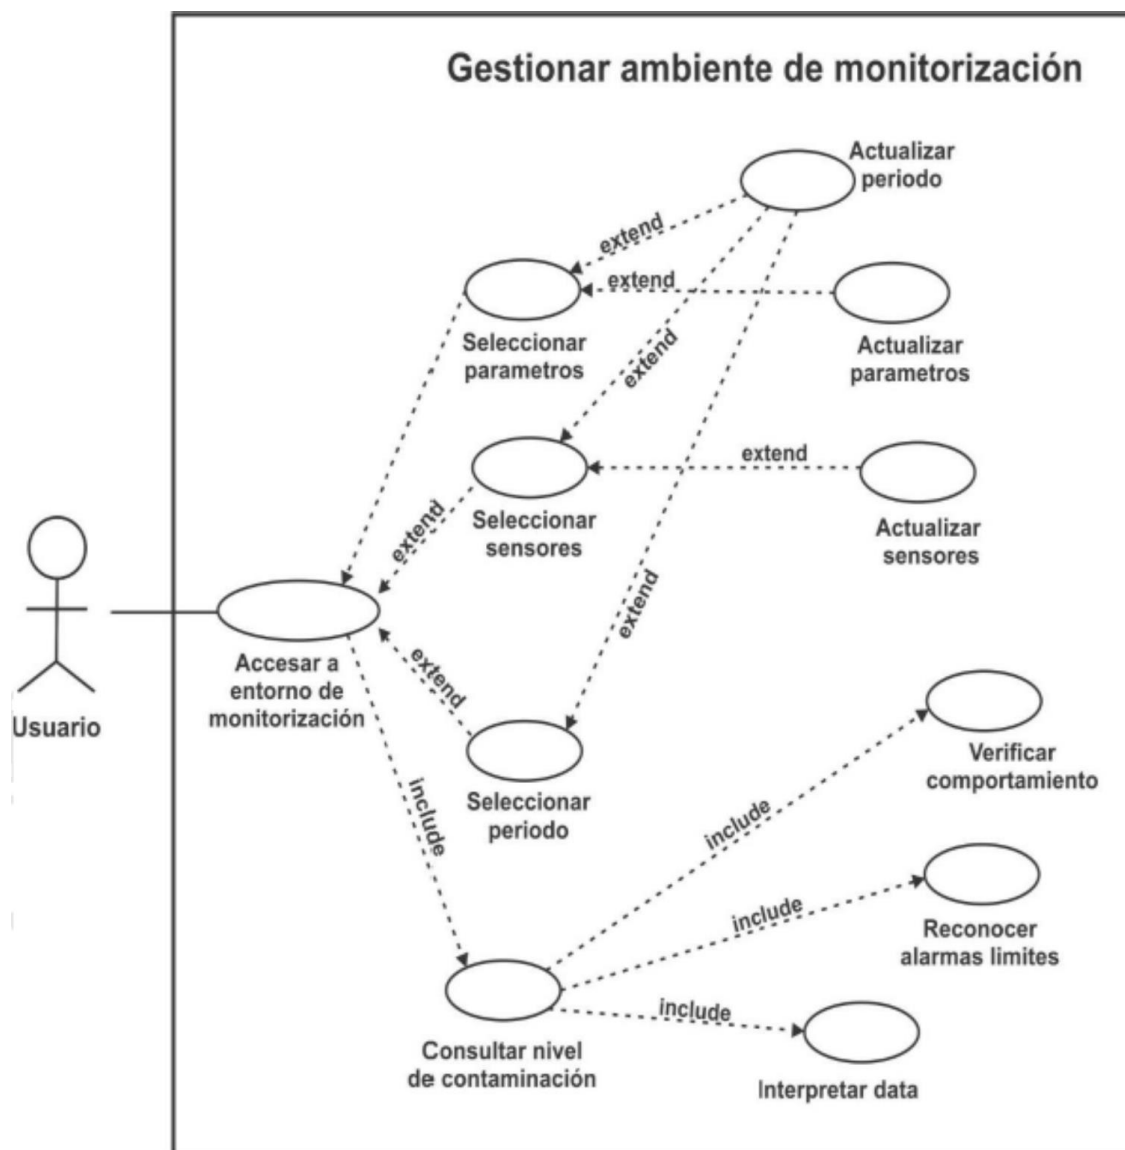 Gestionar ambiente de monitorización
Actualizar
periodo
extend
extend
Seleccionar
parametros
Actualizar
parametros
extend
extend
Seleccionar
sensores
Actualizar
sensores
extend
extend
Accesar a
entorno de
monitorización
Usuario
extend
Seleccionar
periodo
Verificar
comportamiento
include
include
include
Reconocer
alarmas limites
include
Consultar nivel
de contaminación
Interpretar data